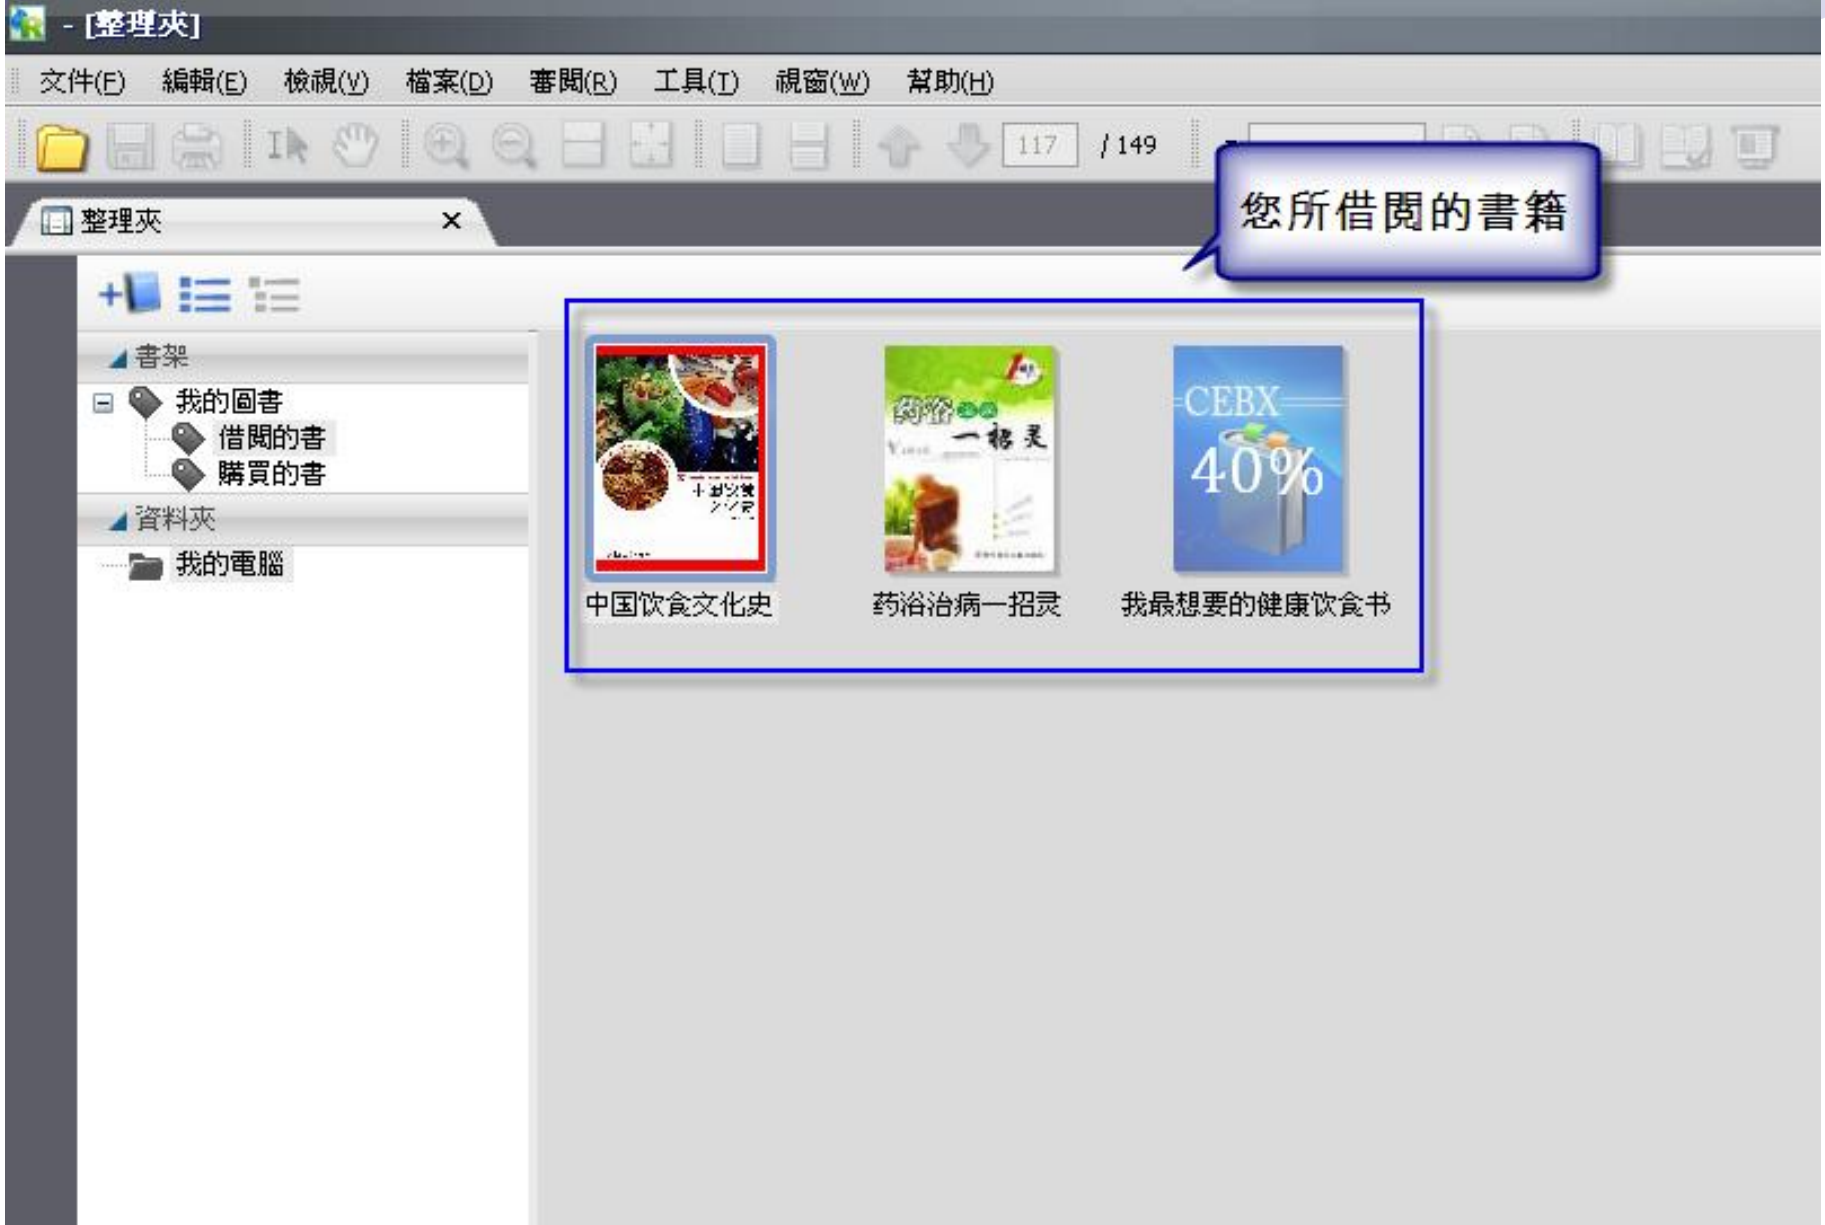 - [整理夾]
文件(F) 編輯(E) 檢視(V) 檔案(D) 審閱(R) 工具(T) 視窗(W) 幫助(H)
117 / 149
您所借閱的書籍
整理夾
書架
我的圖書
借閱的書
購買的書
資料夾
我的電腦
药浴
一招灵
CEBX
40%
中国饮食文化史 药浴治病一招灵 我最想要的健康饮食书